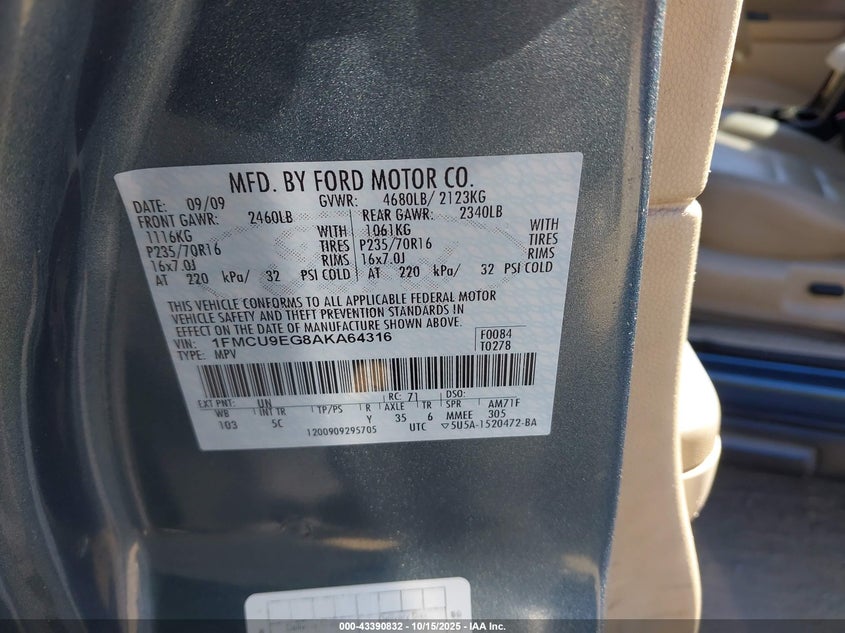 MFD. BY FORD MOTOR CO.
DATE: 09/09 GVWR: 4680LB/ 2123KG
FRONT GAWR: 2460LB REAR GAWR: 2340LB
1116KG WITH 1061KG WITH
P235/70R16 TIRES P235/70R16 TIRES
16x7.0J RIMS 16x7.0J RIMS
AT 220 kPa/ 32 PSI COLD AT 220 kPa/ 32 PSI COLD
THIS VEHICLE CONFORMS TO ALL APPLICABLE FEDERAL MOTOR
VEHICLE SAFETY AND THEFT PREVENTION STANDARDS IN
EFFECT ON THE DATE OF MANUFACTURE SHOWN ABOVE.
VIN: 1FMCU9EG8AKA64316 F0084
TYPE: MPV T0278
EXT PNT: UN RC: 71 DSO:
WB INT TR TP/PS R AXLE TR SPR AM71F
103 5C Y 35 6 MMEE 305
1200909295705 UTC ▽5U5A-1520472-BA
000-43390832 - 10/15/2025 - IAA Inc.